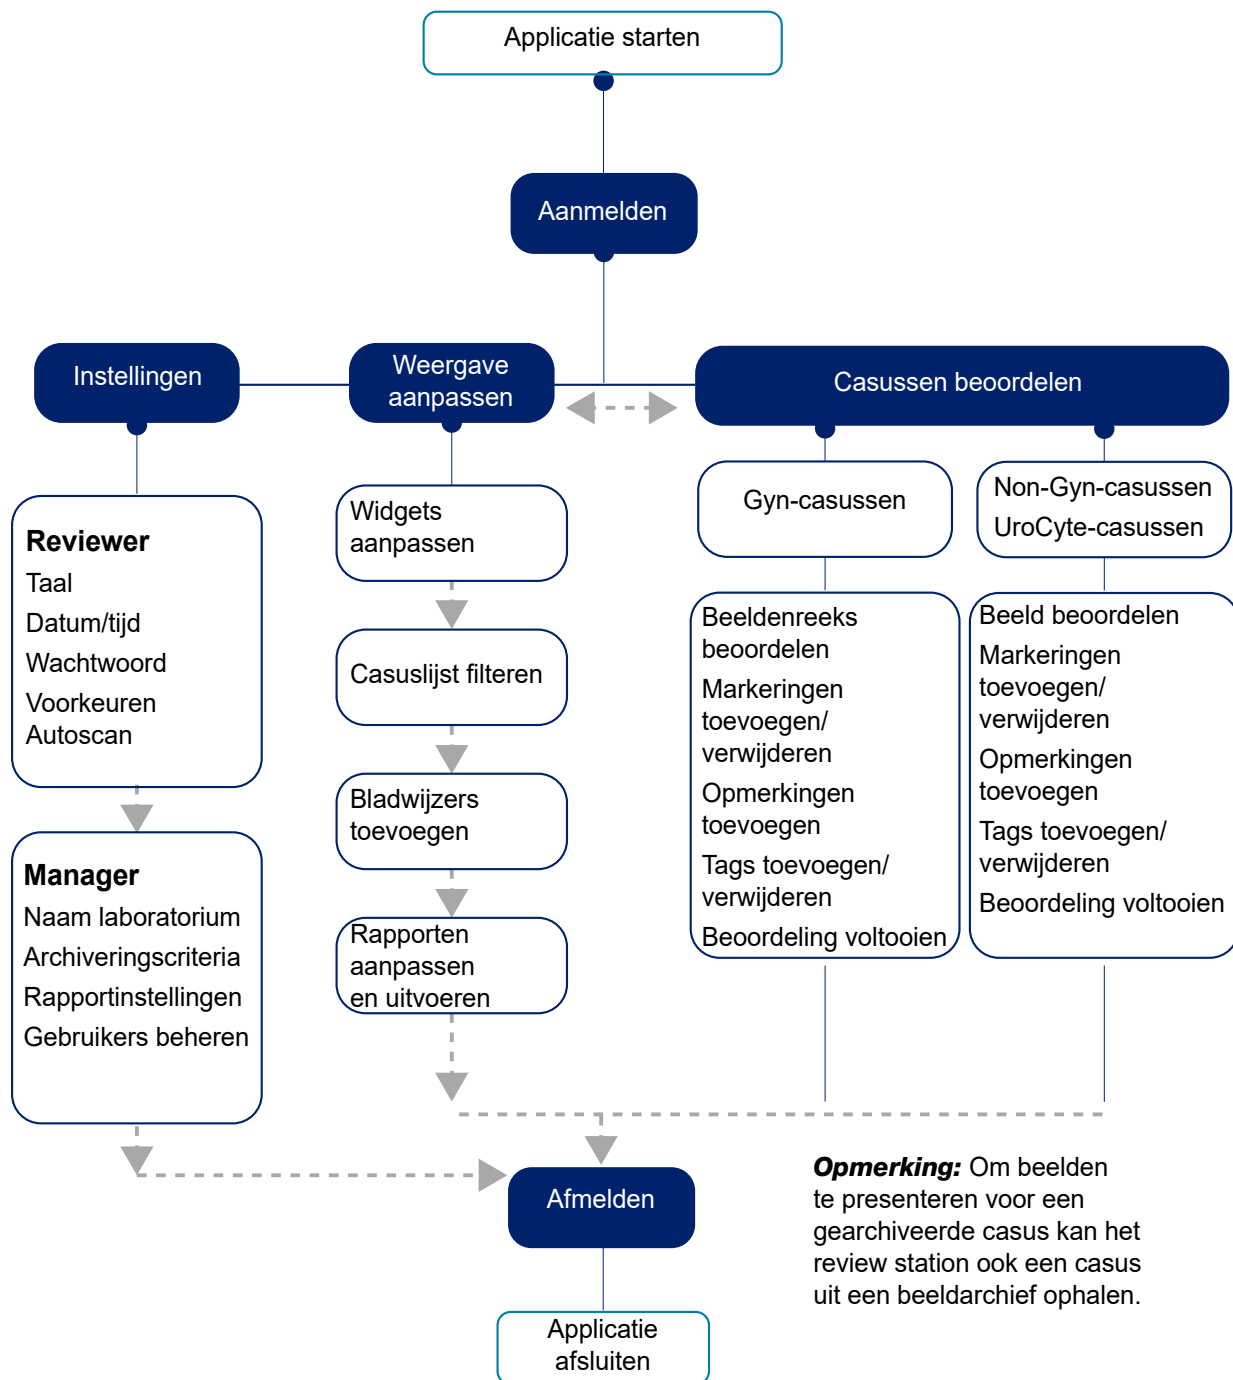 Applicatie starten
Aanmelden
Instellingen
Weergave
aanpassen
Casussen beoordelen
Reviewer
Taal
Datum/tijd
Wachtwoord
Voorkeuren
Autoscan
Manager
Naam laboratorium
Archiveringscriteria
Rapportinstellingen
Gebruikers beheren
Widgets
aanpassen
Casuslijst filteren
Bladwijzers
toevoegen
Rapporten
aanpassen
en uitvoeren
Gyn-casussen
Beeldenreeks
beoordelen
Markeringen
toevoegen/
verwijderen
Opmerkingen
toevoegen
Tags toevoegen/
verwijderen
Beoordeling voltooien
Non-Gyn-casussen
UroCyte-casussen
Beeld beoordelen
Markeringen
toevoegen/
verwijderen
Opmerkingen
toevoegen
Tags toevoegen/
verwijderen
Beoordeling voltooien
Afmelden
Applicatie
afsluiten
Opmerking: Om beelden
te presenteren voor een
gearchiveerde casus kan het
review station ook een casus
uit een beeldarchief ophalen.